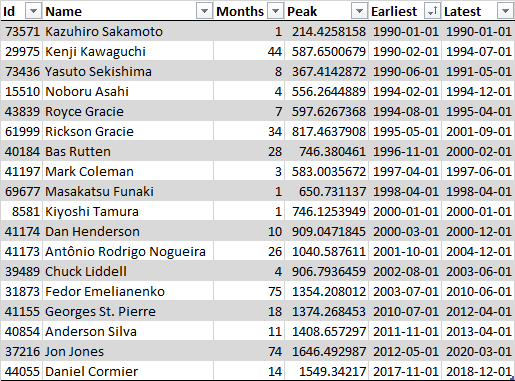 Id Name Months Peak Earliest Latest
73571 Kazuhiro Sakamoto 1 214.4258158 1990-01-01 1990-01-01
29975 Kenji Kawaguchi 44 587.6500679 1990-02-01 1994-07-01
73436 Yasuto Sekishima 8 367.4142872 1990-06-01 1991-05-01
15510 Noboru Asahi 4 556.2644889 1994-02-01 1994-12-01
43839 Royce Gracie 7 597.6267368 1994-08-01 1995-04-01
61999 Rickson Gracie 34 817.4637908 1995-05-01 2001-09-01
40184 Bas Rutten 28 746.380461 1996-11-01 2000-02-01
41197 Mark Coleman 3 583.0035672 1997-04-01 1997-06-01
69677 Masakatsu Funaki 1 650.731137 1998-04-01 1998-04-01
8581 Kiyoshi Tamura 1 746.1253949 2000-01-01 2000-01-01
41174 Dan Henderson 10 909.0471845 2000-03-01 2000-12-01
41173 Antônio Rodrigo Nogueira 26 1040.587611 2001-10-01 2004-12-01
39489 Chuck Liddell 4 906.7936459 2002-08-01 2003-06-01
31873 Fedor Emelianenko 75 1354.208012 2003-07-01 2010-06-01
41155 Georges St. Pierre 18 1374.268453 2010-07-01 2012-04-01
40854 Anderson Silva 11 1408.657297 2011-11-01 2013-04-01
37216 Jon Jones 74 1646.492987 2012-05-01 2020-03-01
44055 Daniel Cormier 14 1549.34217 2017-11-01 2018-12-01